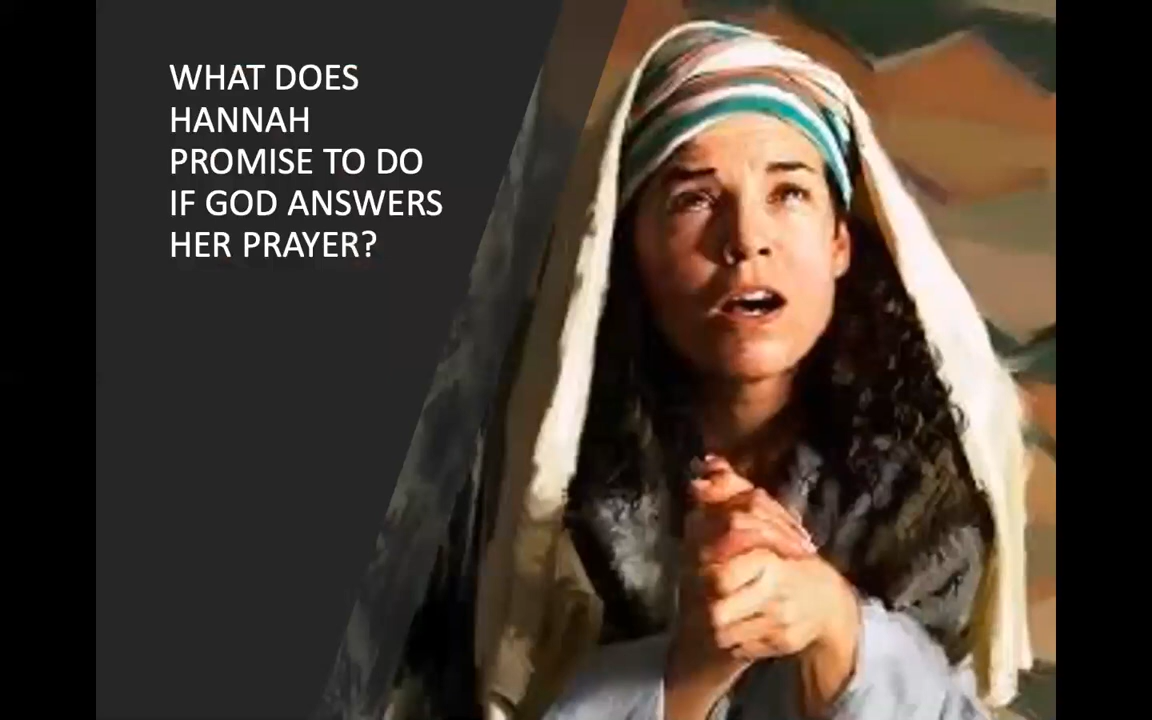 WHAT DOES
HANNAH
PROMISE TO DO
IF GOD ANSWERS
HER PRAYER?